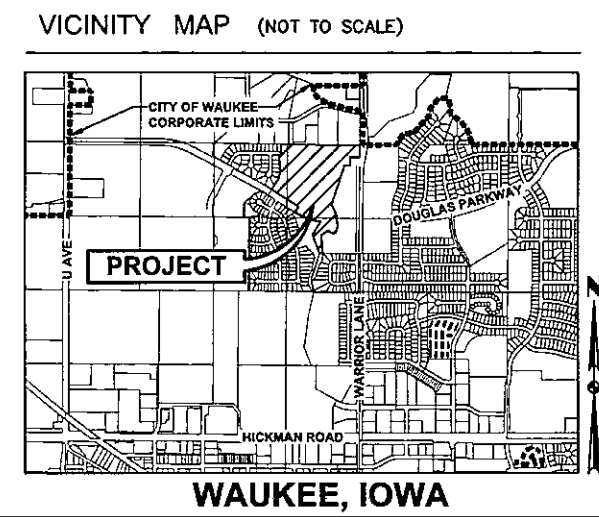 VICINITY MAP (NOT TO SCALE)
CITY OF WAUKEE
CORPORATE LIMITS
DOUGLAS PARKWAY
U AVE
PROJECT
WARRIOR LANE
HICKMAN ROAD
N
WAUKEE, IOWA